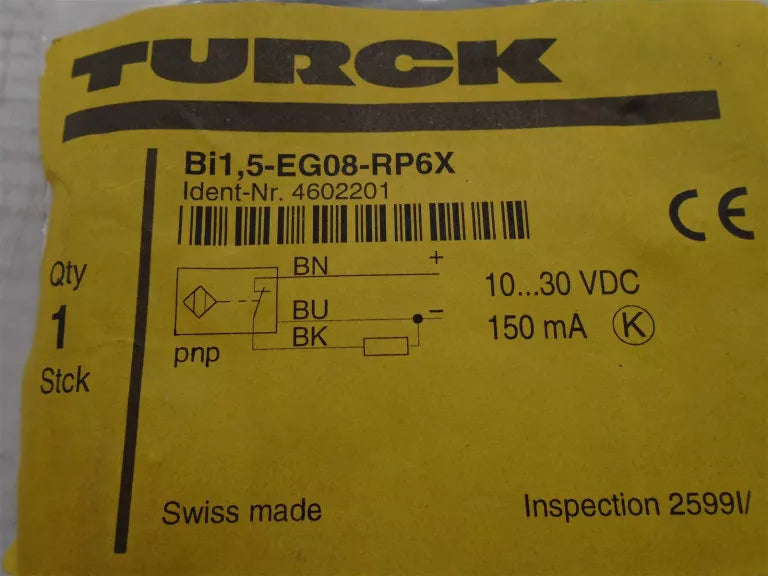 TURCK
Bi1,5-EG08-RP6X
Ident-Nr. 4602201
CE
Qty
1
Stck
BN +
BU −
BK
pnp
10...30 VDC
150 mA K
Swiss made
Inspection 2599I/